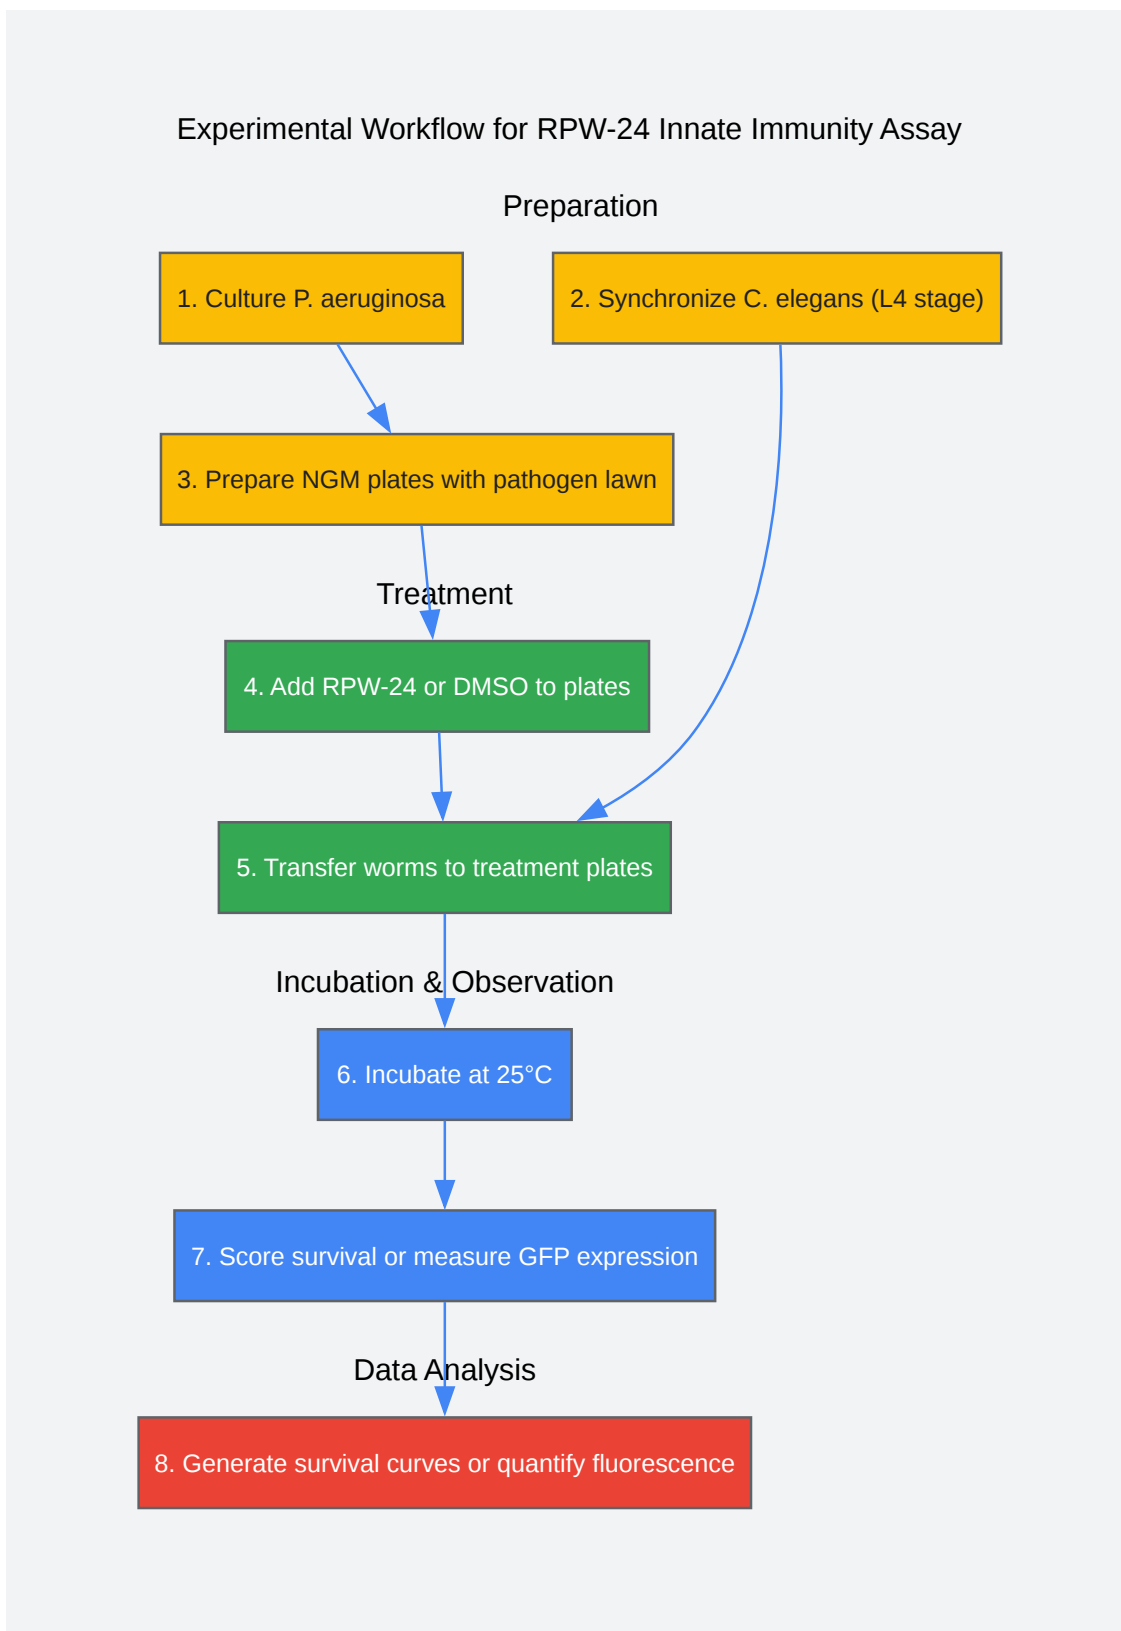 Experimental Workflow for RPW-24 Innate Immunity Assay
Preparation
1. Culture P. aeruginosa
2. Synchronize C. elegans (L4 stage)
3. Prepare NGM plates with pathogen lawn
Treatment
4. Add RPW-24 or DMSO to plates
5. Transfer worms to treatment plates
Incubation & Observation
6. Incubate at 25°C
7. Score survival or measure GFP expression
Data Analysis
8. Generate survival curves or quantify fluorescence